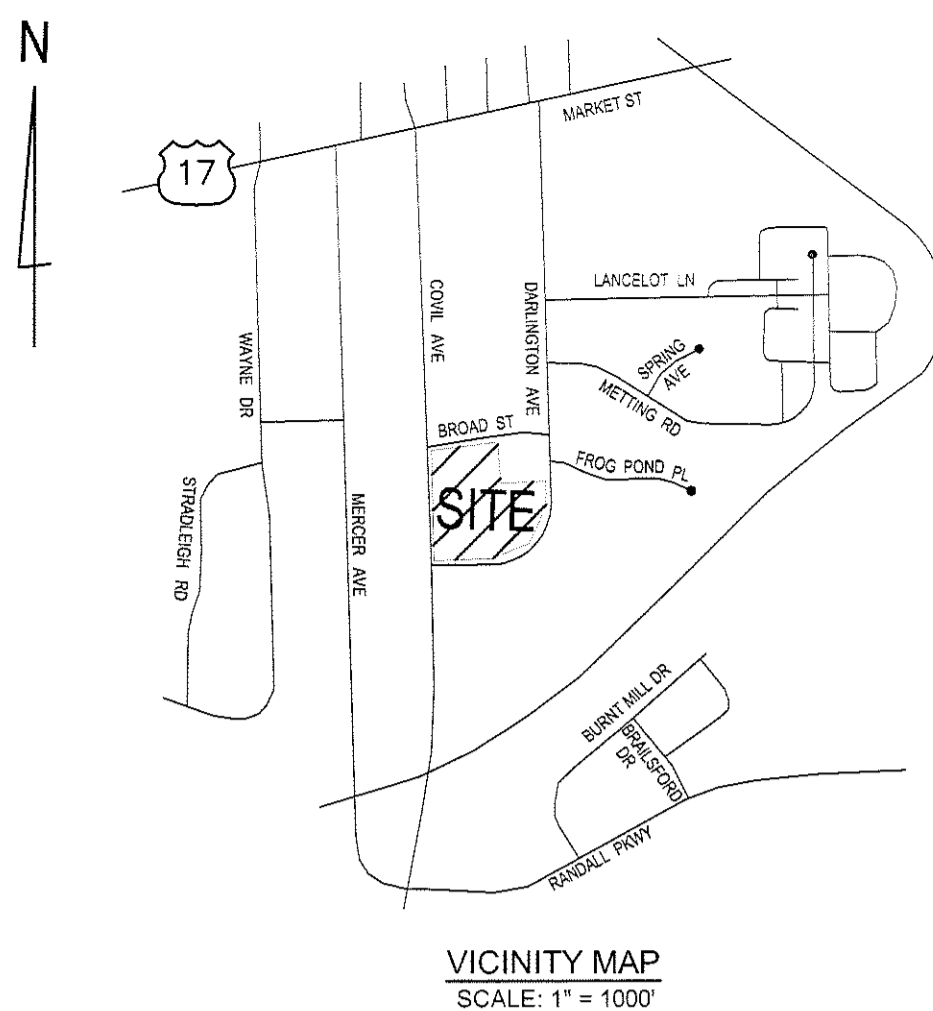 N
MARKET ST
17
LANCELOT LN
COVIL AVE
DARLINGTON AVE
WAYNE DR
SPRING
AVE
METTING RD
BROAD ST
FROG POND PL
STRADLEIGH RD
MERCER AVE
SITE
BURNT MILL DR
BRAILSFORD
DR
RANDALL PKWY
VICINITY MAP
SCALE: 1" = 1000'